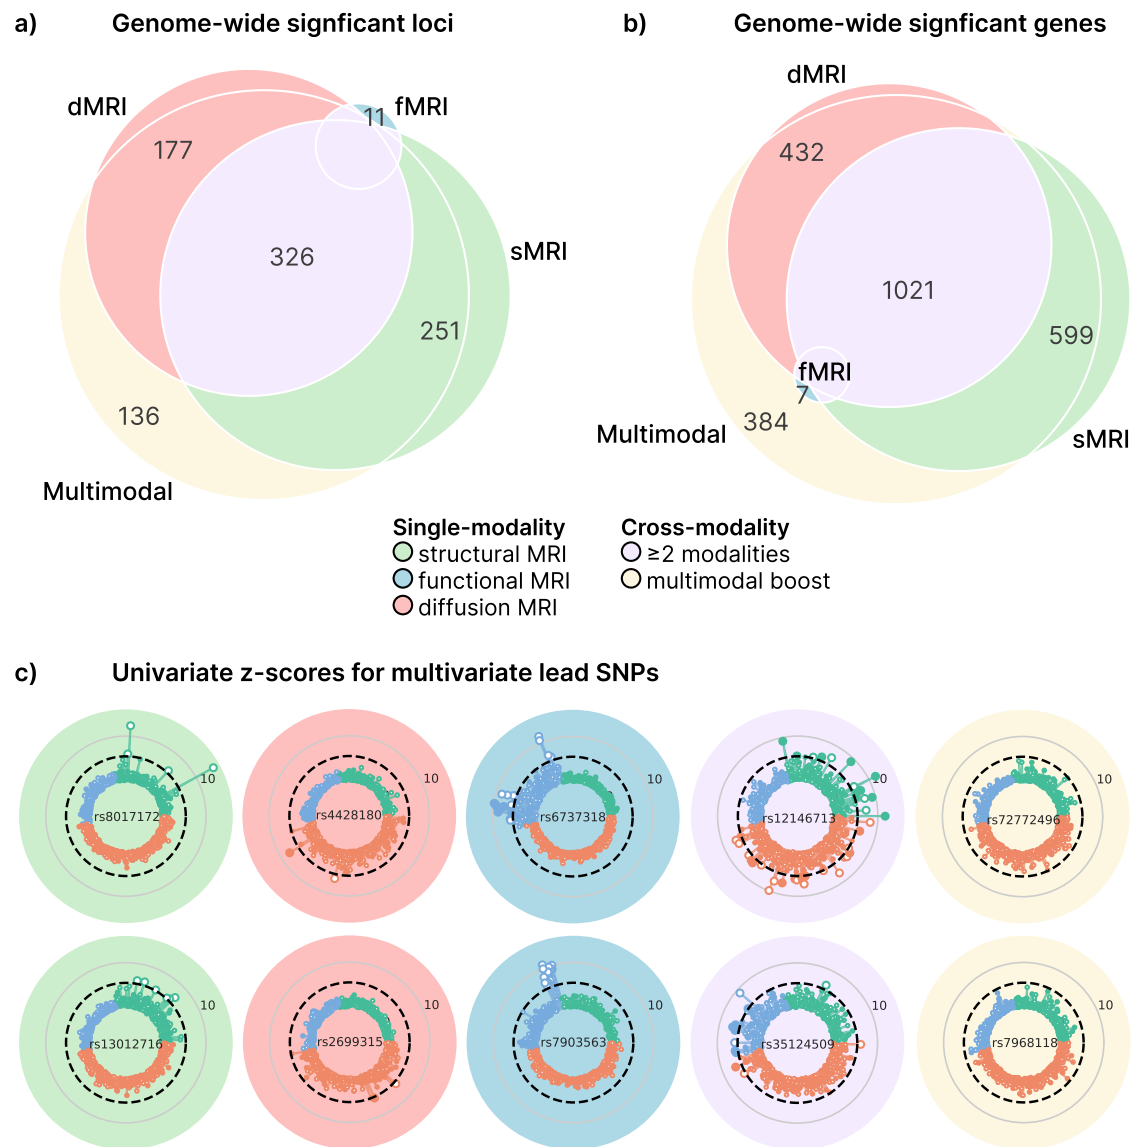 a) Genome-wide signficant loci
b) Genome-wide signficant genes
dMRI
11 fMRI
177
326
sMRI
251
136
Multimodal
dMRI
432
1021
599
fMRI
7
384
Multimodal
sMRI
Single-modality
structural MRI
functional MRI
diffusion MRI
Cross-modality
≥2 modalities
multimodal boost
c) Univariate z-scores for multivariate lead SNPs
10
rs8017172
10
rs4428180
10
rs6737318
20
rs12146713
10
rs72772496
10
rs13012716
10
rs2699315
10
rs7903563
10
rs35124509
10
rs7968118